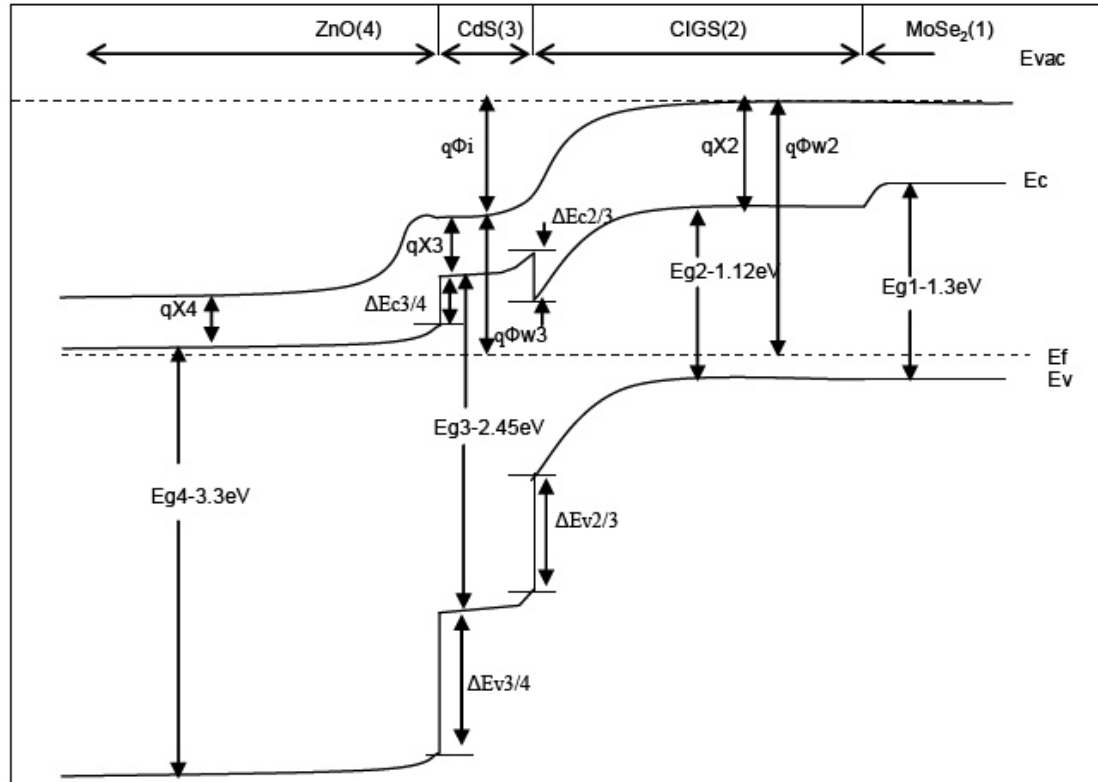 ZnO(4) CdS(3) CIGS(2) MoSe₂(1)
Evac
qΦi qX2 qΦw2
Ec
ΔEc2/3
qX3
Eg2-1.12eV
Eg1-1.3eV
qX4 ΔEc3/4
qΦw3
Ef
Ev
Eg3-2.45eV
Eg4-3.3eV
ΔEv2/3
ΔEv3/4